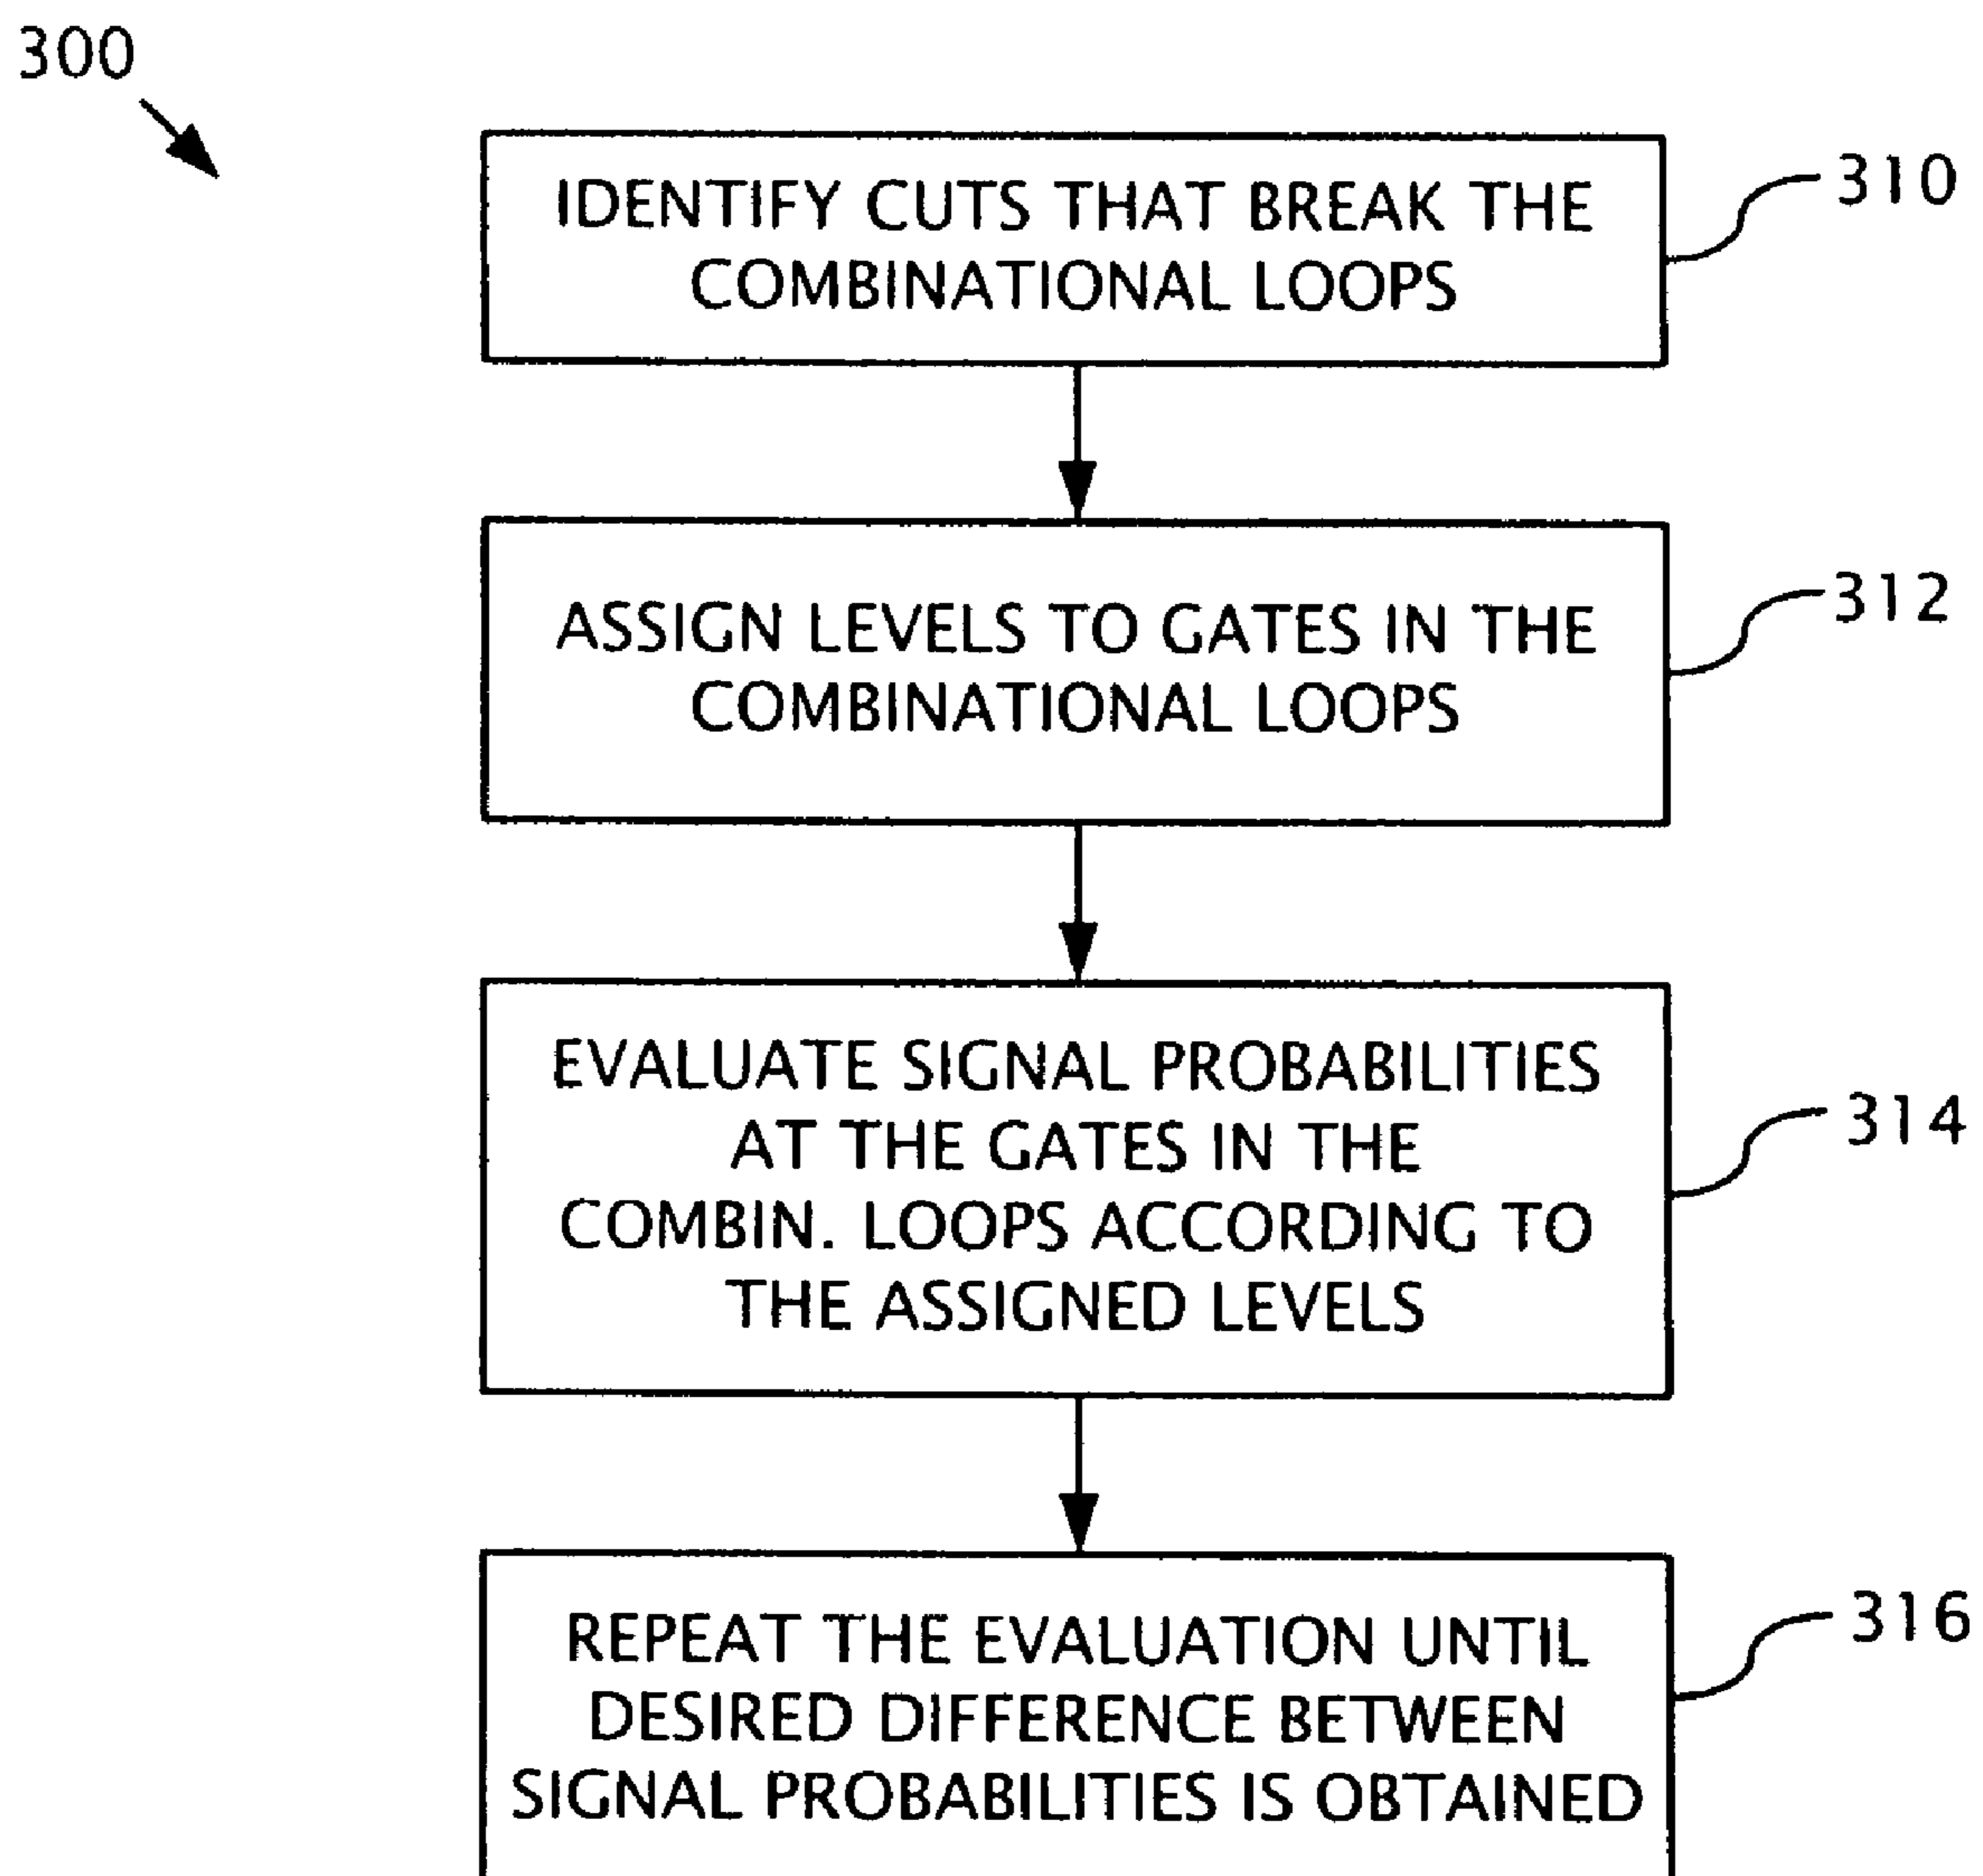 300
IDENTIFY CUTS THAT BREAK THE
COMBINATIONAL LOOPS
310
ASSIGN LEVELS TO GATES IN THE
COMBINATIONAL LOOPS
312
EVALUATE SIGNAL PROBABILITIES
AT THE GATES IN THE
COMBIN. LOOPS ACCORDING TO
THE ASSIGNED LEVELS
314
REPEAT THE EVALUATION UNTIL
DESIRED DIFFERENCE BETWEEN
SIGNAL PROBABILITIES IS OBTAINED
316